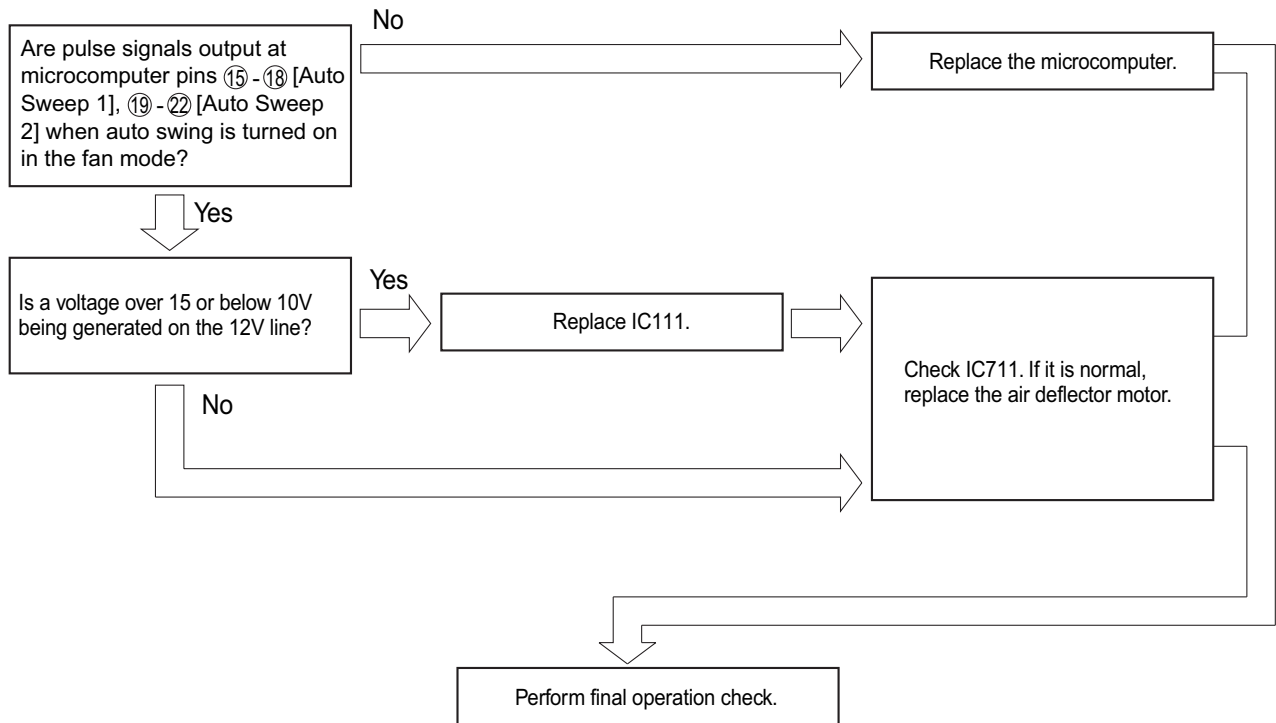 No
Are pulse signals output at
microcomputer pins ⑮ - ⑱ [Auto
Sweep 1], ⑲ - ㉒ [Auto Sweep
2] when auto swing is turned on
in the fan mode?
Replace the microcomputer.
Yes
Is a voltage over 15 or below 10V
being generated on the 12V line?
Yes
Replace IC111.
Check IC711. If it is normal,
replace the air deflector motor.
No
Perform final operation check.